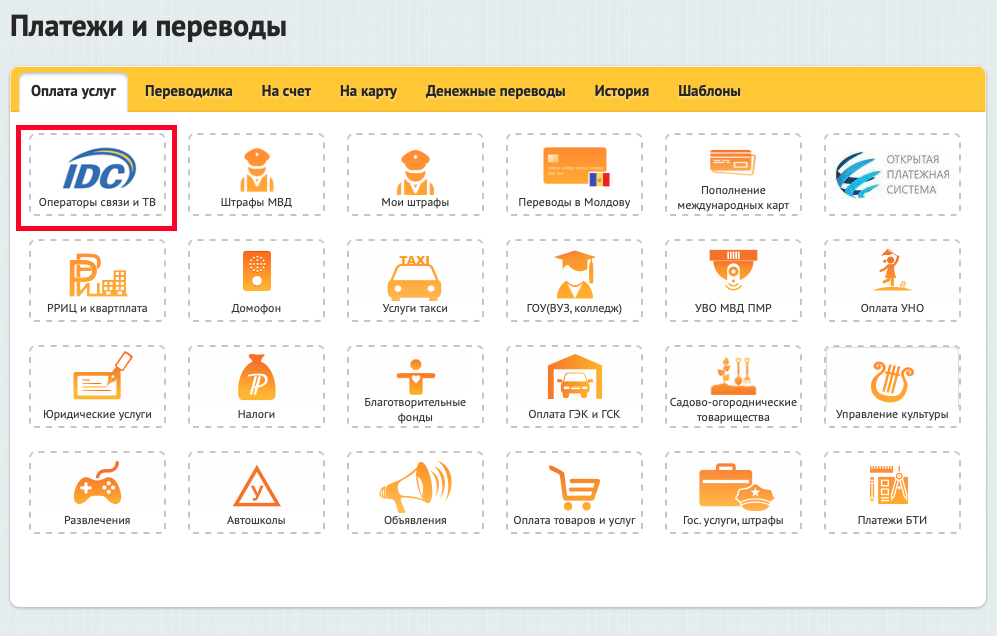 Платежи и переводы
Оплата услуг Переводилка На счет На карту Денежные переводы История Шаблоны
IDC
Операторы связи и ТВ
Штрафы МВД
Мои штрафы
Переводы в Молдову
Пополнение
международных карт
ОТКРЫТАЯ
ПЛАТЕЖНАЯ
СИСТЕМА
РРИЦ и квартплата
Домофон
TAXI
Услуги такси
ГОУ(ВУЗ, колледж)
УВО МВД ПМР
Оплата УНО
Юридические услуги
Налоги
Благотворительные
фонды
Оплата ГЭК и ГСК
Садово-огороднические
товарищества
Управление культуры
Развлечения
У
Автошколы
Объявления
Оплата товаров и услуг
Гос. услуги, штрафы
Платежи БТИ